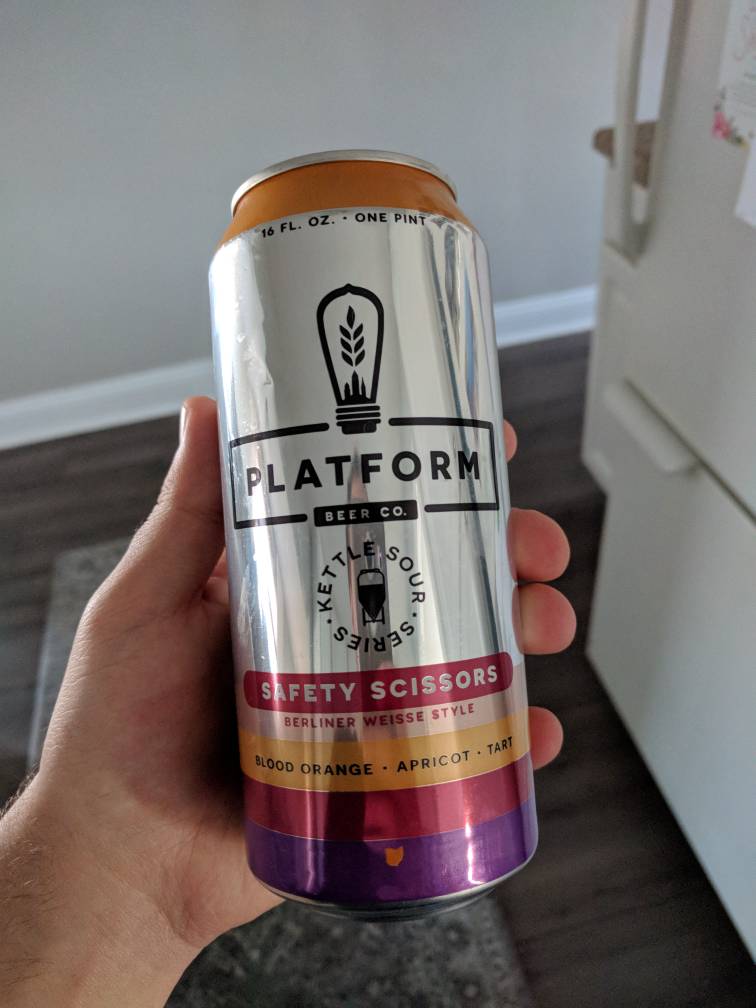 16 FL. OZ. · ONE PINT
PLATFORM
BEER CO.
KETTLE SOUR
· SERIES ·
SAFETY SCISSORS
BERLINER WEISSE STYLE
BLOOD ORANGE · APRICOT · TART